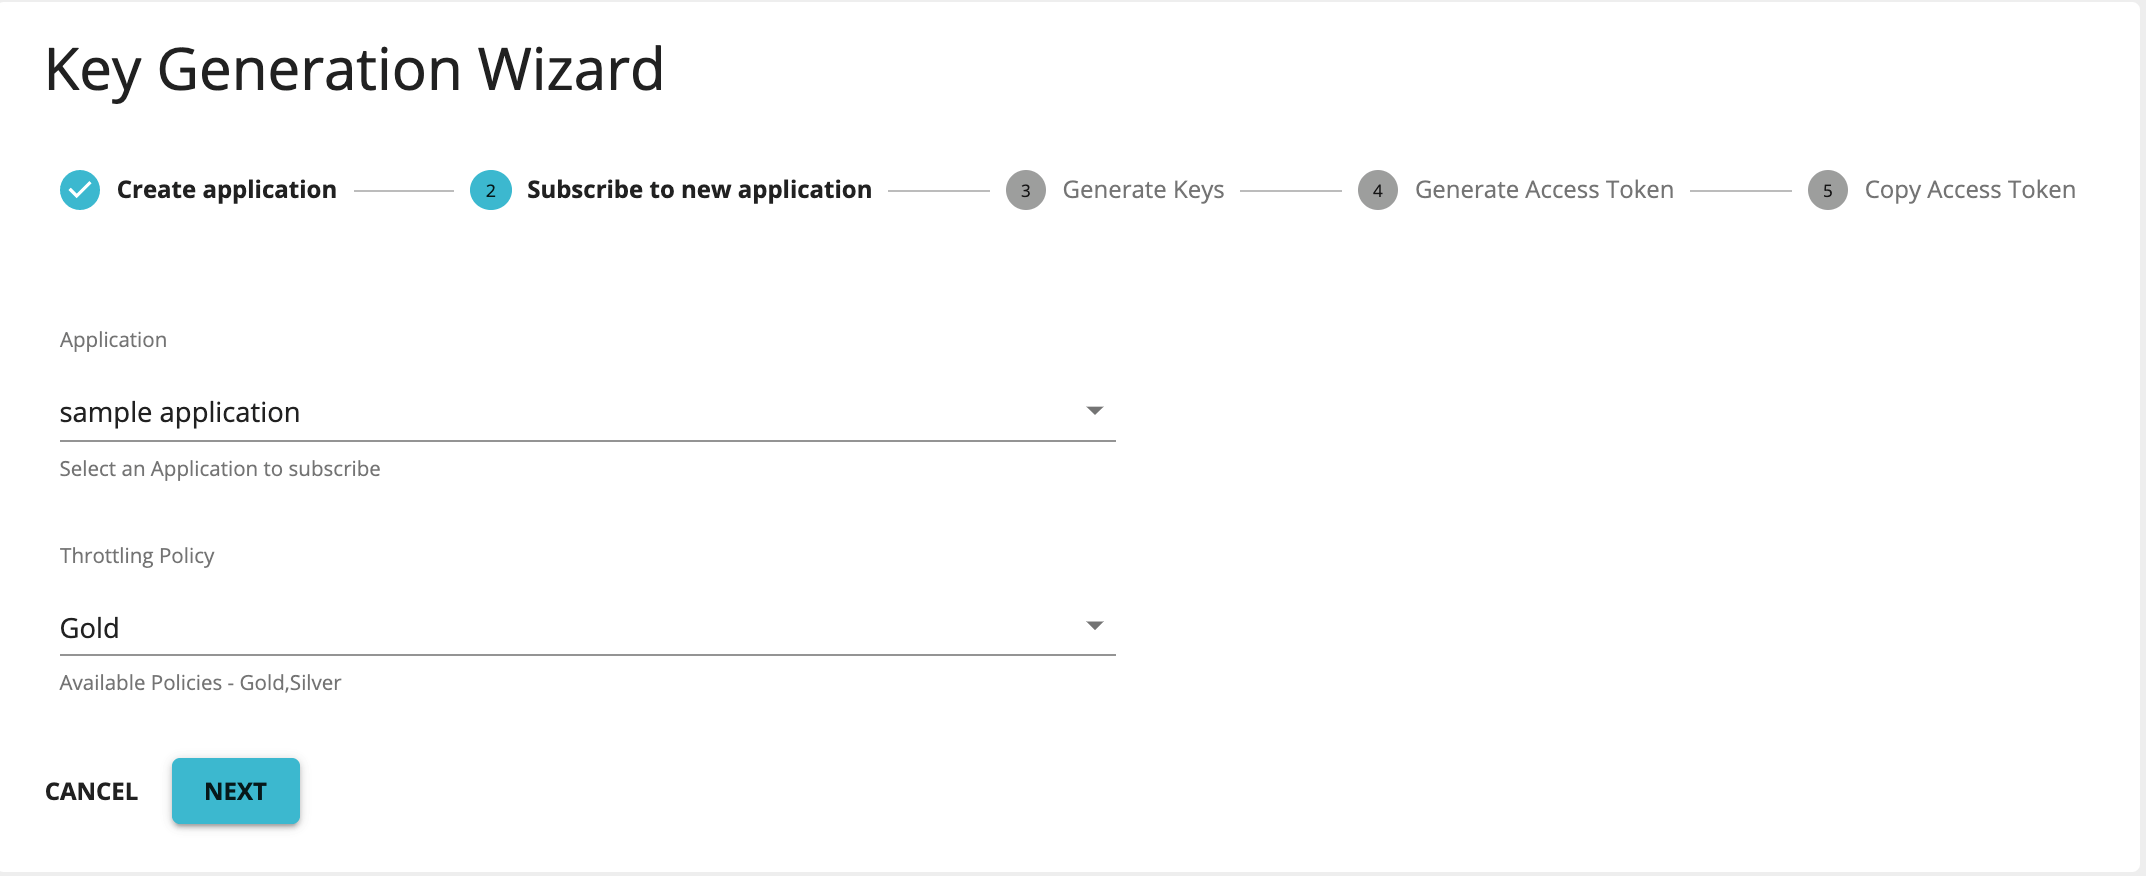 Key Generation Wizard
Create application 2 Subscribe to new application 3 Generate Keys 4 Generate Access Token 5 Copy Access Token
Application
sample application
Select an Application to subscribe
Throttling Policy
Gold
Available Policies - Gold,Silver
CANCEL NEXT